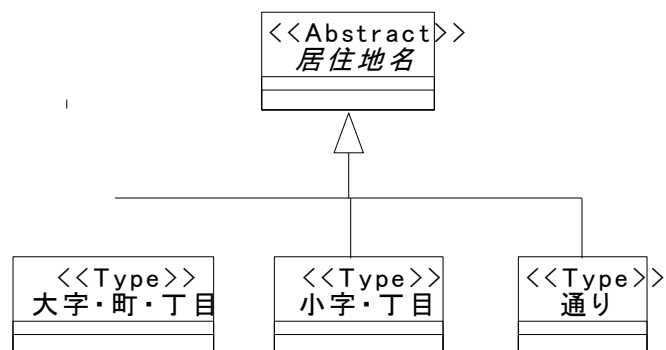 <<Abstract>>
居住地名
<<Type>>
大字・町・丁目
<<Type>>
小字・丁目
<<Type>>
通り